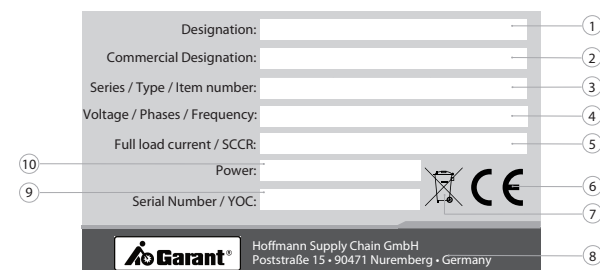 Designation: 1
Commercial Designation: 2
Series / Type / Item number: 3
Voltage / Phases / Frequency: 4
Full load current / SCCR: 5
10 Power:
CE 6
9 Serial Number / YOC:
7
Garant®
Hoffmann Supply Chain GmbH 8
Poststraße 15 • 90471 Nuremberg • Germany